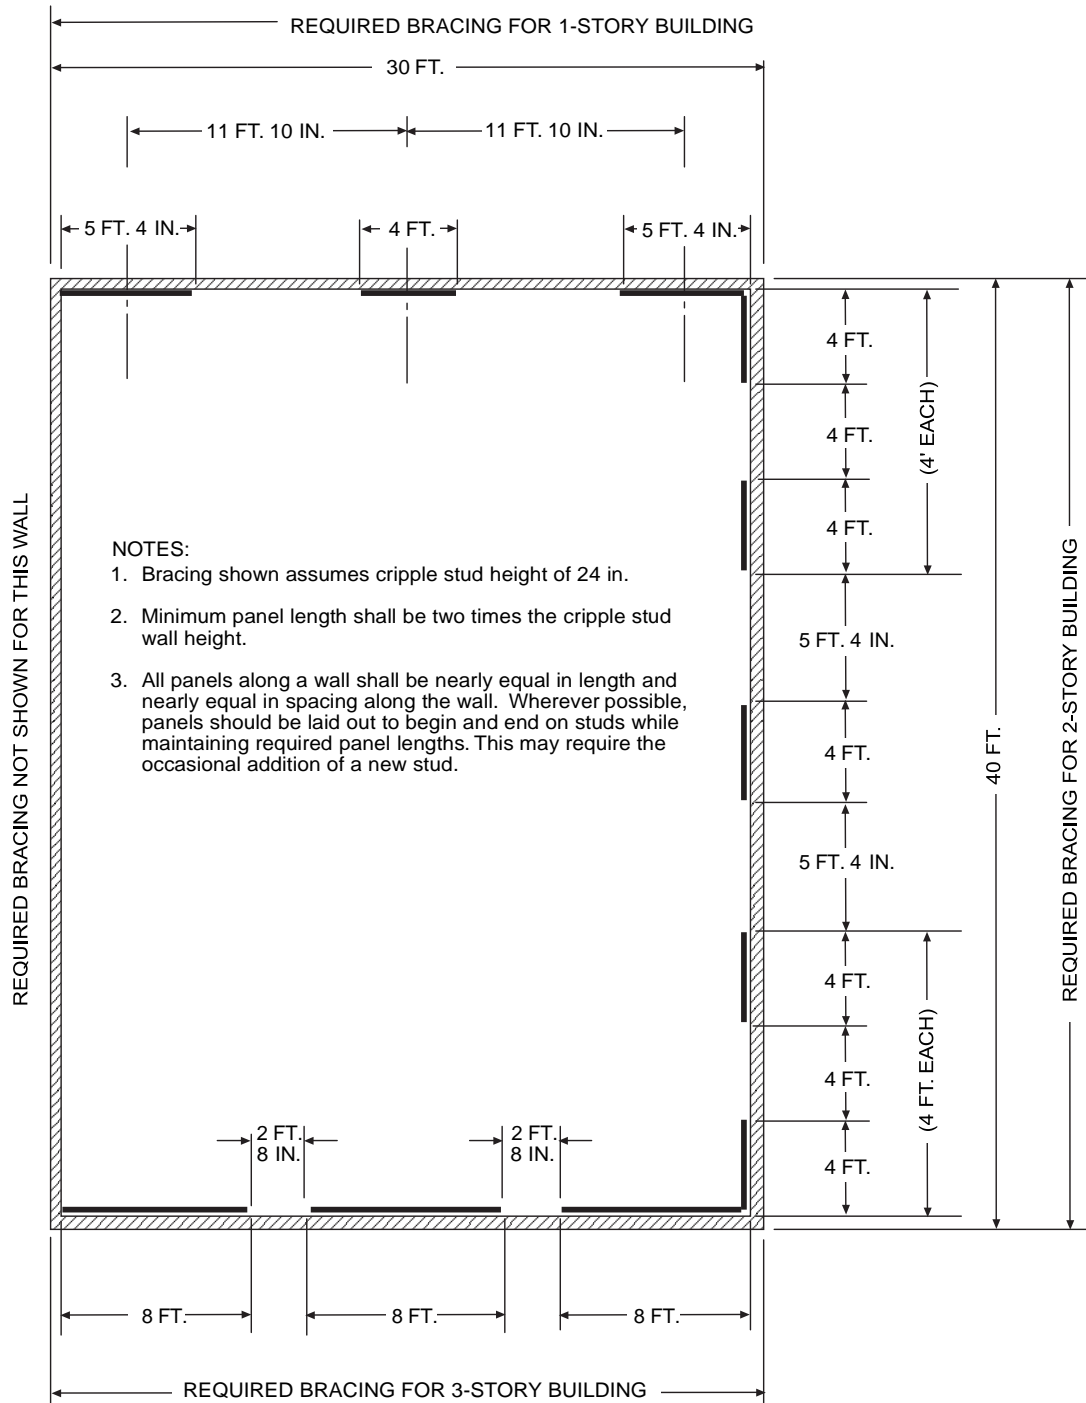 REQUIRED BRACING FOR 1-STORY BUILDING
30 FT.
11 FT. 10 IN.
11 FT. 10 IN.
5 FT. 4 IN.
4 FT.
5 FT. 4 IN.
4 FT.
4 FT.
4 FT.
(4' EACH)
5 FT. 4 IN.
4 FT.
5 FT. 4 IN.
4 FT.
4 FT.
4 FT.
(4 FT. EACH)
40 FT.
REQUIRED BRACING FOR 2-STORY BUILDING
REQUIRED BRACING NOT SHOWN FOR THIS WALL
NOTES:
1. Bracing shown assumes cripple stud height of 24 in.
2. Minimum panel length shall be two times the cripple stud
wall height.
3. All panels along a wall shall be nearly equal in length and
nearly equal in spacing along the wall. Wherever possible,
panels should be laid out to begin and end on studs while
maintaining required panel lengths. This may require the
occasional addition of a new stud.
2 FT.
8 IN.
2 FT.
8 IN.
8 FT.
8 FT.
8 FT.
REQUIRED BRACING FOR 3-STORY BUILDING